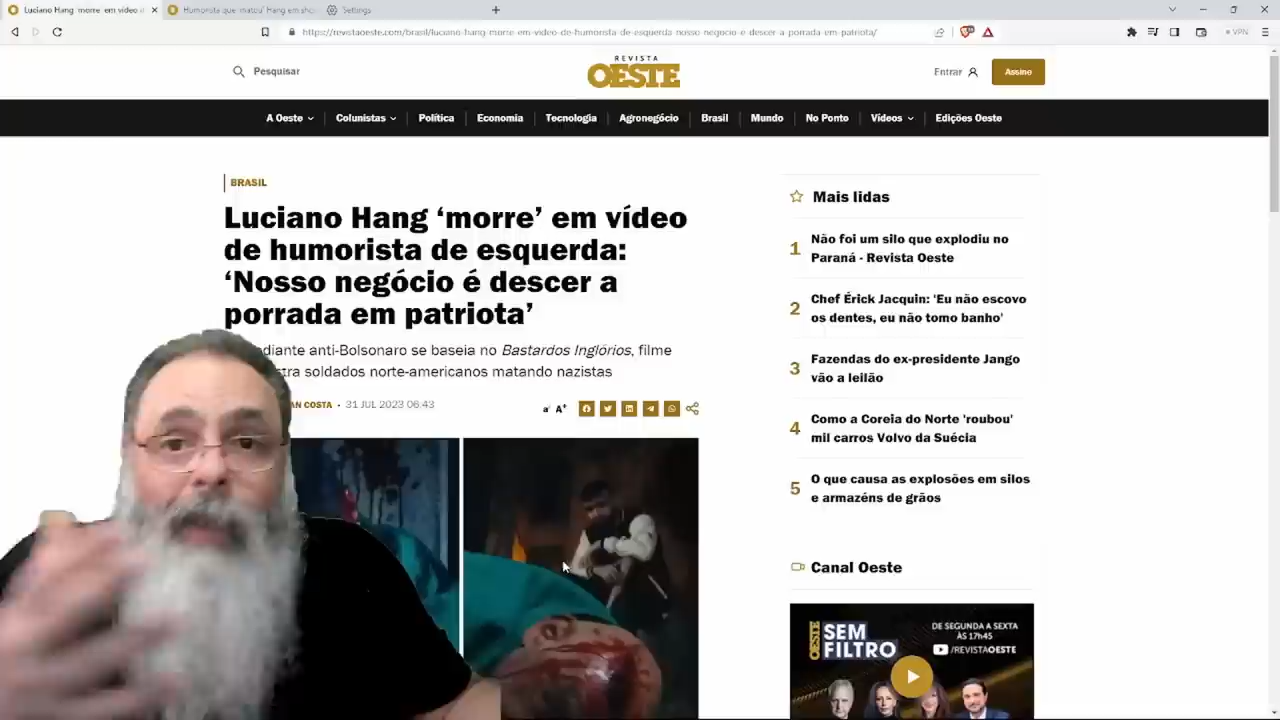 Luciano Hang 'morre' em vídeo d
Humorista que 'matou' Hang em sho
Settings
https://revistaoeste.com/brasil/luciano-hang-morre-em-video-de-humorista-de-esquerda-nosso-negocio-e-descer-a-porrada-em-patriota/
VPN
Pesquisar
REVISTA
OESTE
Entrar
Assine
A Oeste
Colunistas
Política
Economia
Tecnologia
Agronegócio
Brasil
Mundo
No Ponto
Vídeos
Edições Oeste
BRASIL
Luciano Hang ‘morre’ em vídeo
de humorista de esquerda:
‘Nosso negócio é descer a
porrada em patriota’
diante anti-Bolsonaro se baseia no Bastardos Inglórios, filme
stra soldados norte-americanos matando nazistas
AN COSTA • 31 JUL 2023 06:43
a A+
Mais lidas
1 Não foi um silo que explodiu no
Paraná - Revista Oeste
2 Chef Érick Jacquin: 'Eu não escovo
os dentes, eu não tomo banho'
3 Fazendas do ex-presidente Jango
vão a leilão
4 Como a Coreia do Norte 'roubou'
mil carros Volvo da Suécia
5 O que causa as explosões em silos
e armazéns de grãos
Canal Oeste
OESTE
SEM
FILTRO
DE SEGUNDA A SEXTA
ÀS 17h45
/REVISTAOESTE